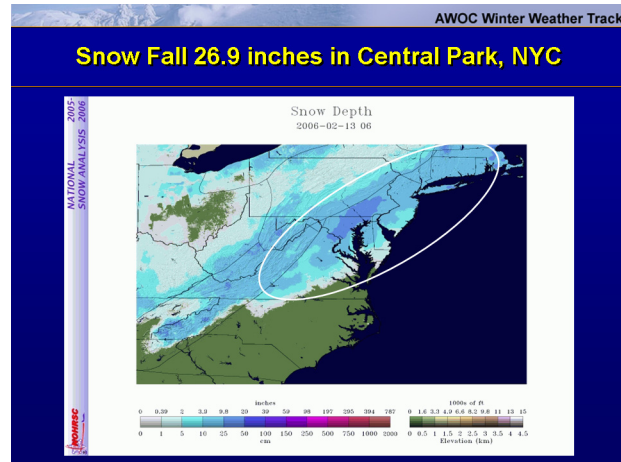 AWOC Winter Weather Track
Snow Fall 26.9 inches in Central Park, NYC
NATIONAL 2005-
SNOW ANALYSIS 2006
Snow Depth
2006-02-13 06
inches
0 0.39 2 3.9 9.8 20 39 59 98 197 295 394 787
0 1 5 10 25 50 100 150 250 500 750 1000 2000
cm
1000s of ft
0 1.6 3.3 4.9 6.6 8.2 9.8 11 13 15
0 0.5 1 1.5 2 2.5 3 3.5 4 4.5
Elevation (km)
NOHRSC